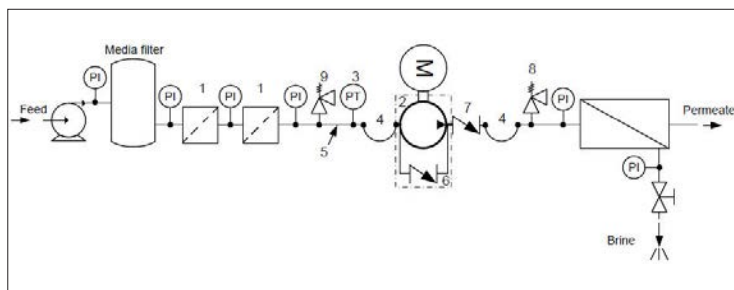 Media filter
PI
Feed
PI
1
PI
1
PI
9
3
PT
5
4
2
M
6
7
4
8
PI
Permeate
PI
Brine